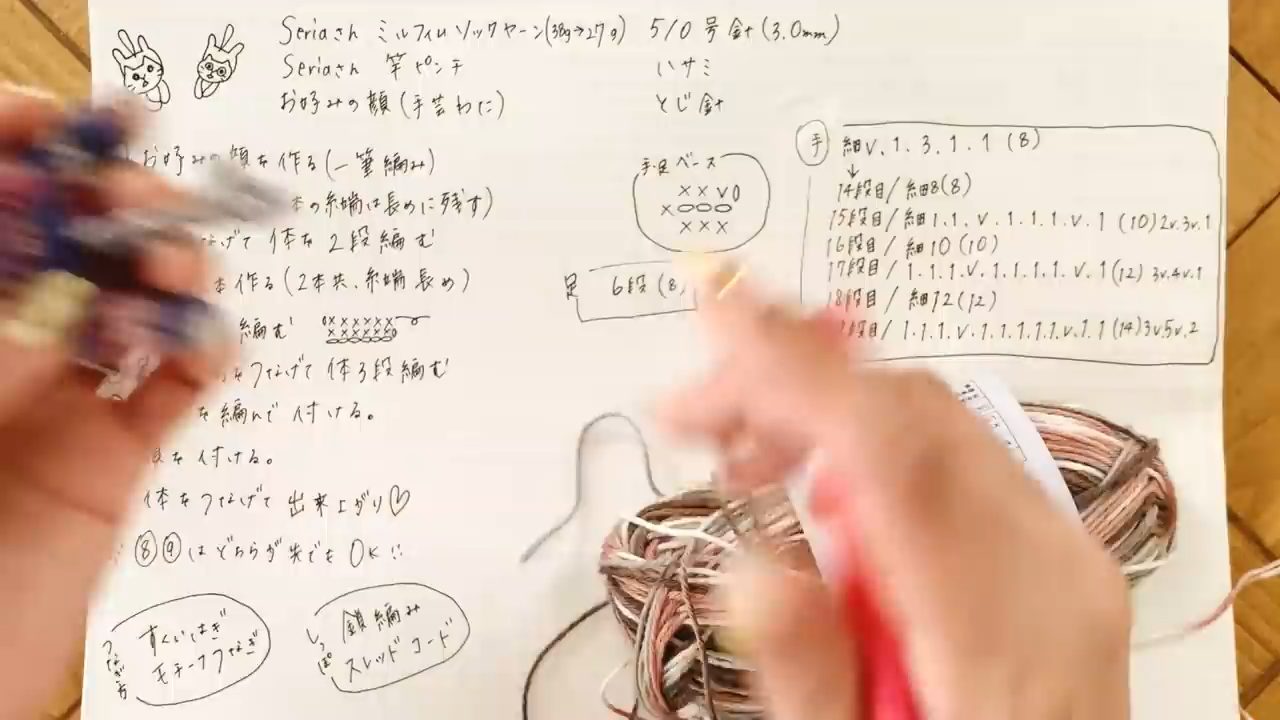 Seriaさん ミルフィムソックヤーン(38g→27g) 5/0号針(3.0mm)
Seriaさん 竿ピンチ ハサミ
お好みの顔(手芸わに) とじ針
お好みの顔を作る(一筆編み)
本の糸端は長めに残す)
なげて 体を 2段編む
本作る(2本共、糸端長め)
編む
をつなげて 体3段編む
を編んで 付ける。
を付ける。
体をつなげて 出来上がり♡
⑧⑨はどちらが先でもOK
つなぎ方
すくいはぎ
モチーフつなぎ
しっぽ
鎖編み
スレッドコード
手足ベース
××∨0
×000
×××
足 6段(8)
手 細∨.1.3.1.1 (8)
↓
14段目/細8(8)
15段目/細1.1.∨.1.1.1.∨.1 (10)2v.3v.1
16段目/細10(10)
17段目/1.1.1.∨.1.1.1.1.∨.1(12) 3v.4v.1
18段目/細12(12)
段目/1.1.1.∨.1.1.1.1.1.∨.1.1(14)3v.5v.2